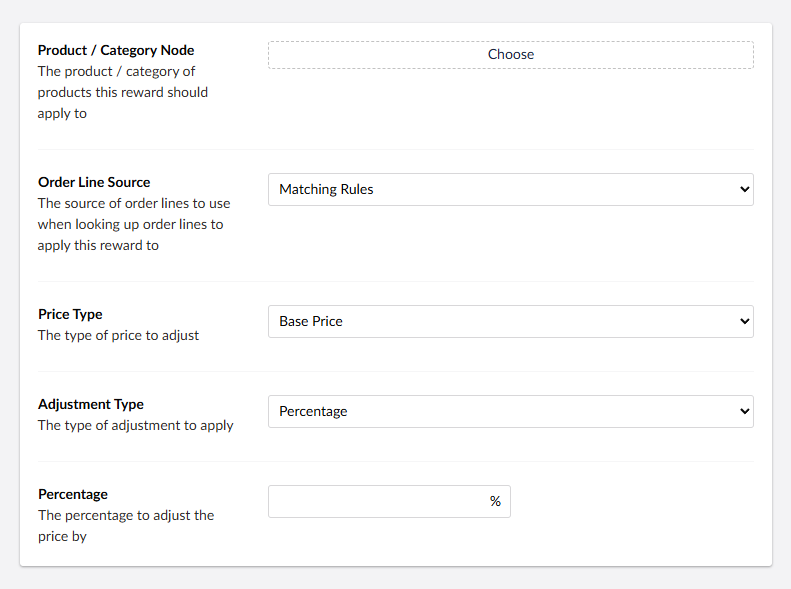 Product / Category Node
Choose
The product / category of
products this reward should
apply to
Order Line Source
Matching Rules
The source of order lines to use
when looking up order lines to
apply this reward to
Price Type
Base Price
The type of price to adjust
Adjustment Type
Percentage
The type of adjustment to apply
Percentage
%
The percentage to adjust the
price by